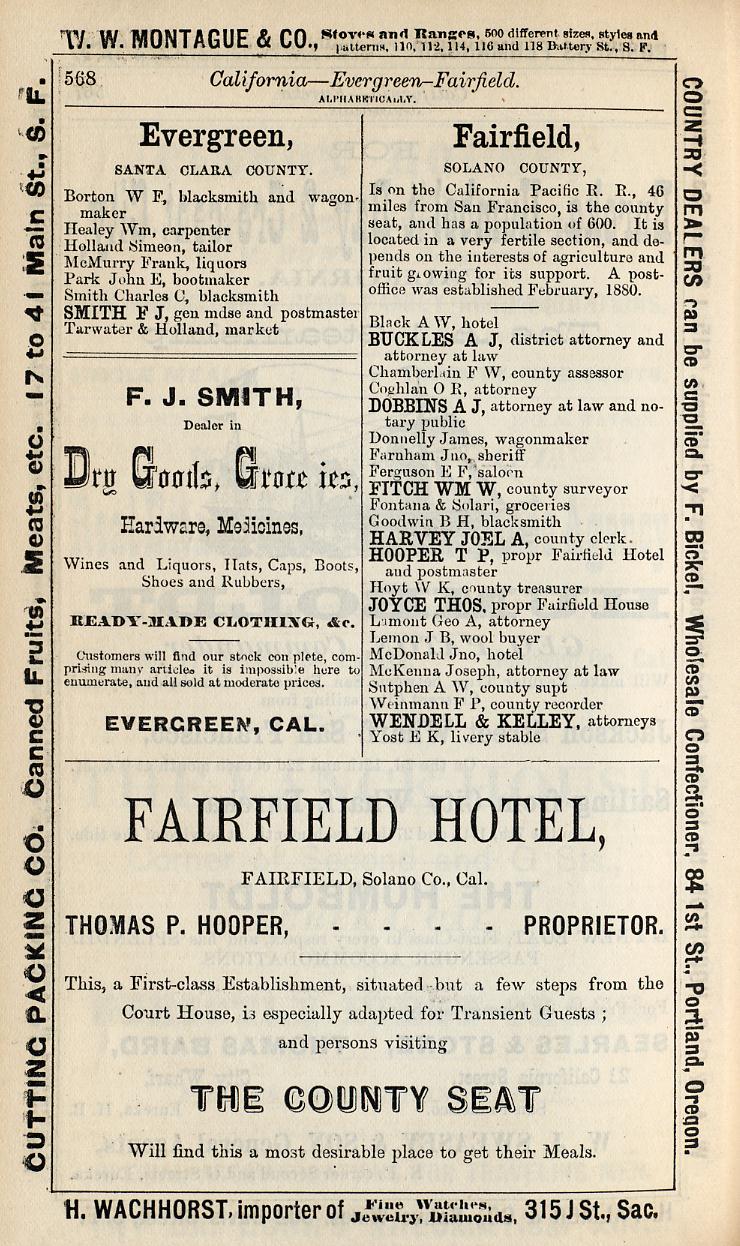 W. W. MONTAGUE & CO., Stoves and Ranges, 500 different sizes, styles and
patterns, 110, 112, 114, 116 and 118 Battery St., S. F.
568
California—Evergreen–Fairfield.
ALPHABETICALLY.
Evergreen,
SANTA CLARA COUNTY.
Borton W F, blacksmith and wagon-
maker
Healey Wm, carpenter
Holland Simeon, tailor
McMurry Frank, liquors
Park John E, bootmaker
Smith Charles C, blacksmith
SMITH F J, gen mdse and postmaster
Tarwater & Holland, market
F. J. SMITH,
Dealer in
Dry Goods, Groce ies,
Hardware, Medicines,
Wines and Liquors, Hats, Caps, Boots,
Shoes and Rubbers,
READY-MADE CLOTHING, &c.
Customers will find our stock con plete, com-
prising many articles it is impossible here to
enumerate, and all sold at moderate prices.
EVERGREEN, CAL.
Fairfield,
SOLANO COUNTY,
Is on the California Pacific R. R., 46
miles from San Francisco, is the county
seat, and has a population of 600. It is
located in a very fertile section, and de-
pends on the interests of agriculture and
fruit growing for its support. A post-
office was established February, 1880.
Black A W, hotel
BUCKLES A J, district attorney and
attorney at law
Chamberlain F W, county assessor
Coghlan O R, attorney
DOBBINS A J, attorney at law and no-
tary public
Donnelly James, wagonmaker
Farnham Jno, sheriff
Ferguson E F, saloon
FITCH WM W, county surveyor
Fontana & Solari, groceries
Goodwin B H, blacksmith
HARVEY JOEL A, county clerk.
HOOPER T P, propr Fairfield Hotel
and postmaster
Hoyt W K, county treasurer
JOYCE THOS, propr Fairfield House
Lamont Geo A, attorney
Lemon J B, wool buyer
McDonald Jno, hotel
McKenna Joseph, attorney at law
Sutphen A W, county supt
Weinmann F P, county recorder
WENDELL & KELLEY, attorneys
Yost E K, livery stable
FAIRFIELD HOTEL,
FAIRFIELD, Solano Co., Cal.
THOMAS P. HOOPER, - - - - PROPRIETOR.
This, a First-class Establishment, situated but a few steps from the
Court House, is especially adapted for Transient Guests ;
and persons visiting
THE COUNTY SEAT
Will find this a most desirable place to get their Meals.
H. WACHHORST, importer of Fine Watches, Jewelry, Diamonds, 315 J St., Sac.
CUTTING PACKING CO. Canned Fruits, Meats, etc. 17 to 41 Main St., S. F.
COUNTRY DEALERS can be supplied by F. Bickel, Wholesale Confectioner, 84 1st St., Portland, Oregon.